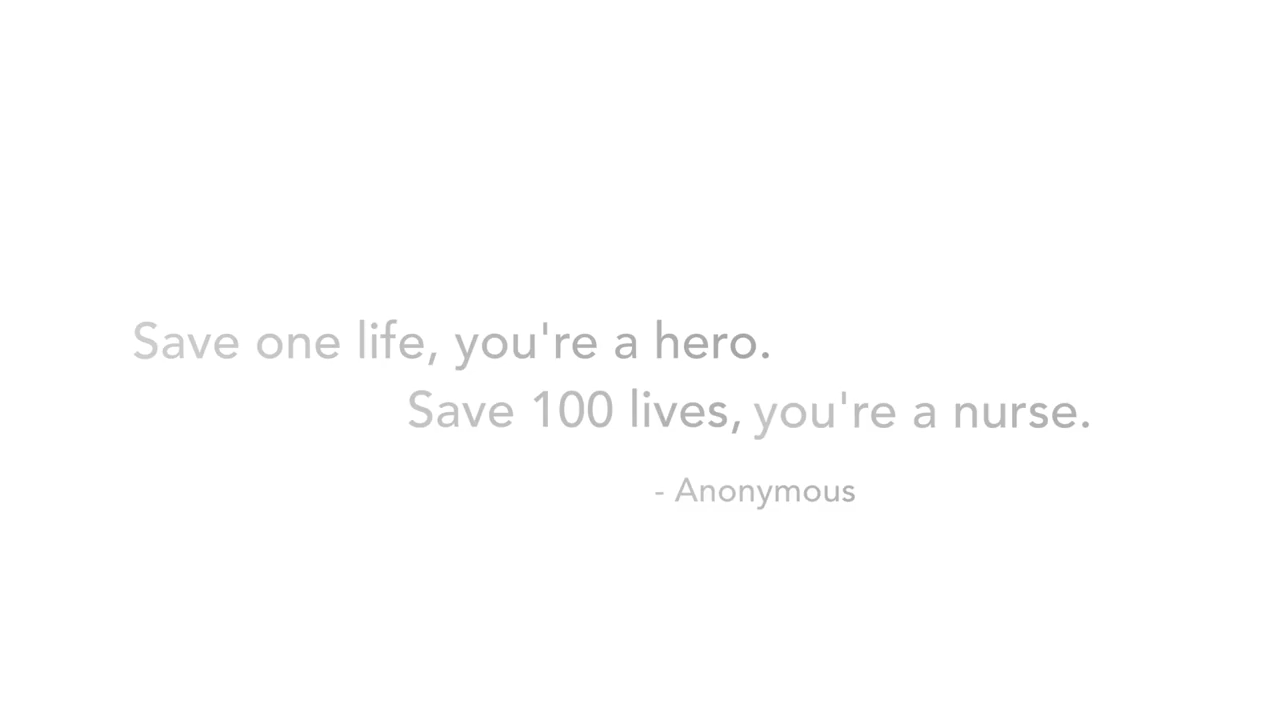 Save one life, you're a hero.
Save 100 lives, you're a nurse.
- Anonymous